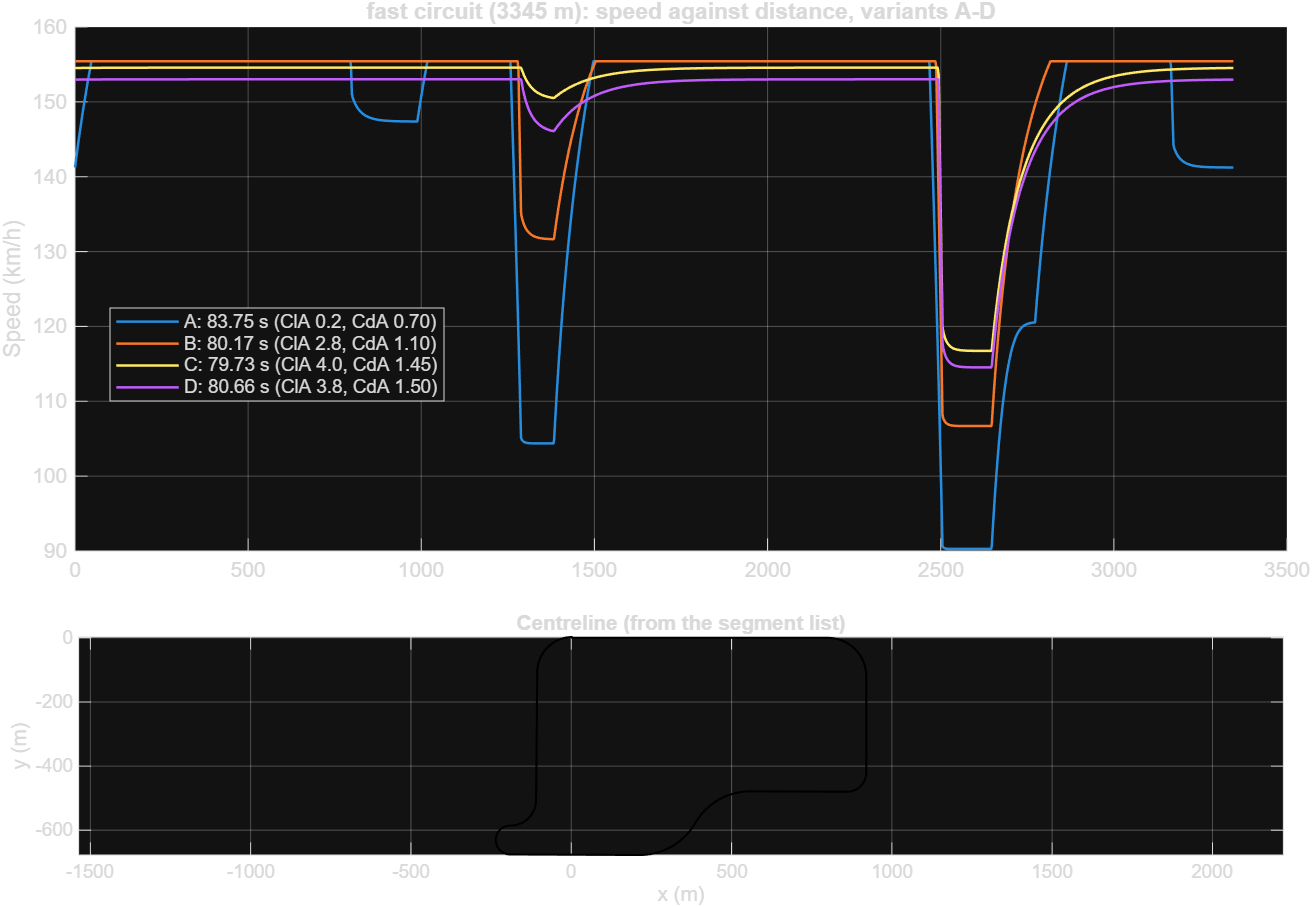 fast circuit (3345 m): speed against distance, variants A-D
160
150
140
130
120
110
100
90
Speed (km/h)
A: 83.75 s (ClA 0.2, CdA 0.70)
B: 80.17 s (ClA 2.8, CdA 1.10)
C: 79.73 s (ClA 4.0, CdA 1.45)
D: 80.66 s (ClA 3.8, CdA 1.50)
0 500 1000 1500 2000 2500 3000 3500
Centreline (from the segment list)
0
-200
-400
-600
y (m)
-1500 -1000 -500 0 500 1000 1500 2000
x (m)